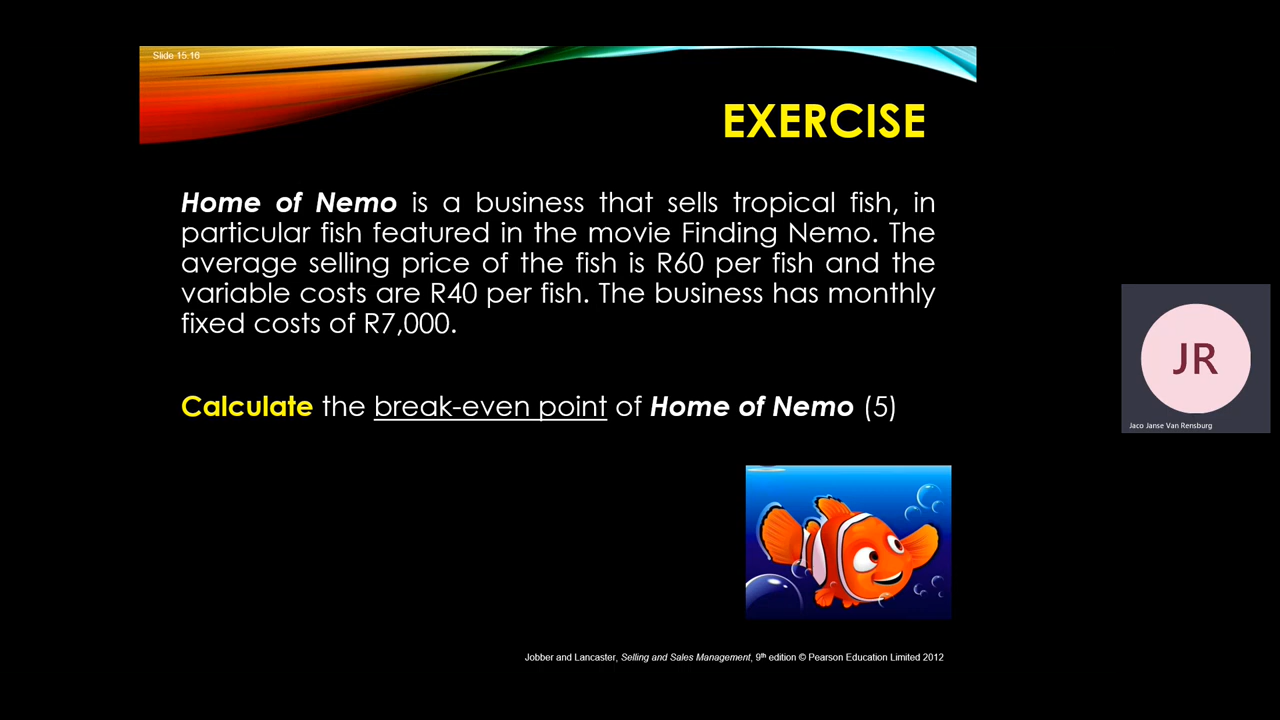 Slide 15.16
EXERCISE
Home of Nemo is a business that sells tropical fish, in
particular fish featured in the movie Finding Nemo. The
average selling price of the fish is R60 per fish and the
variable costs are R40 per fish. The business has monthly
fixed costs of R7,000.
Calculate the break-even point of Home of Nemo (5)
JR
Jaco Janse Van Rensburg
Jobber and Lancaster, Selling and Sales Management, 9th edition © Pearson Education Limited 2012